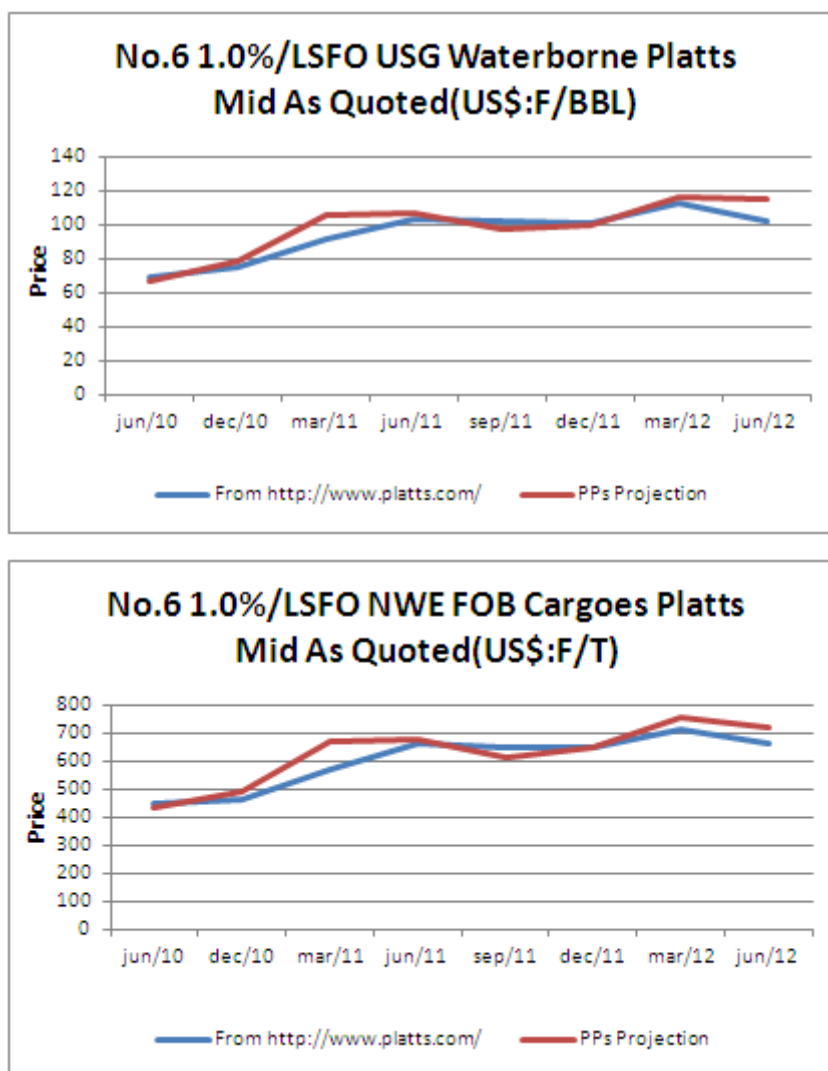 No.6 1.0%/LSFO USG Waterborne Platts
Mid As Quoted(US$:F/BBL)
140
120
100
80
60
40
20
0
Price
jun/10 dec/10 mar/11 jun/11 sep/11 dec/11 mar/12 jun/12
From http://www.platts.com/ PPs Projection
No.6 1.0%/LSFO NWE FOB Cargoes Platts
Mid As Quoted(US$:F/T)
800
700
600
500
400
300
200
100
0
Price
jun/10 dec/10 mar/11 jun/11 sep/11 dec/11 mar/12 jun/12
From http://www.platts.com/ PPs Projection